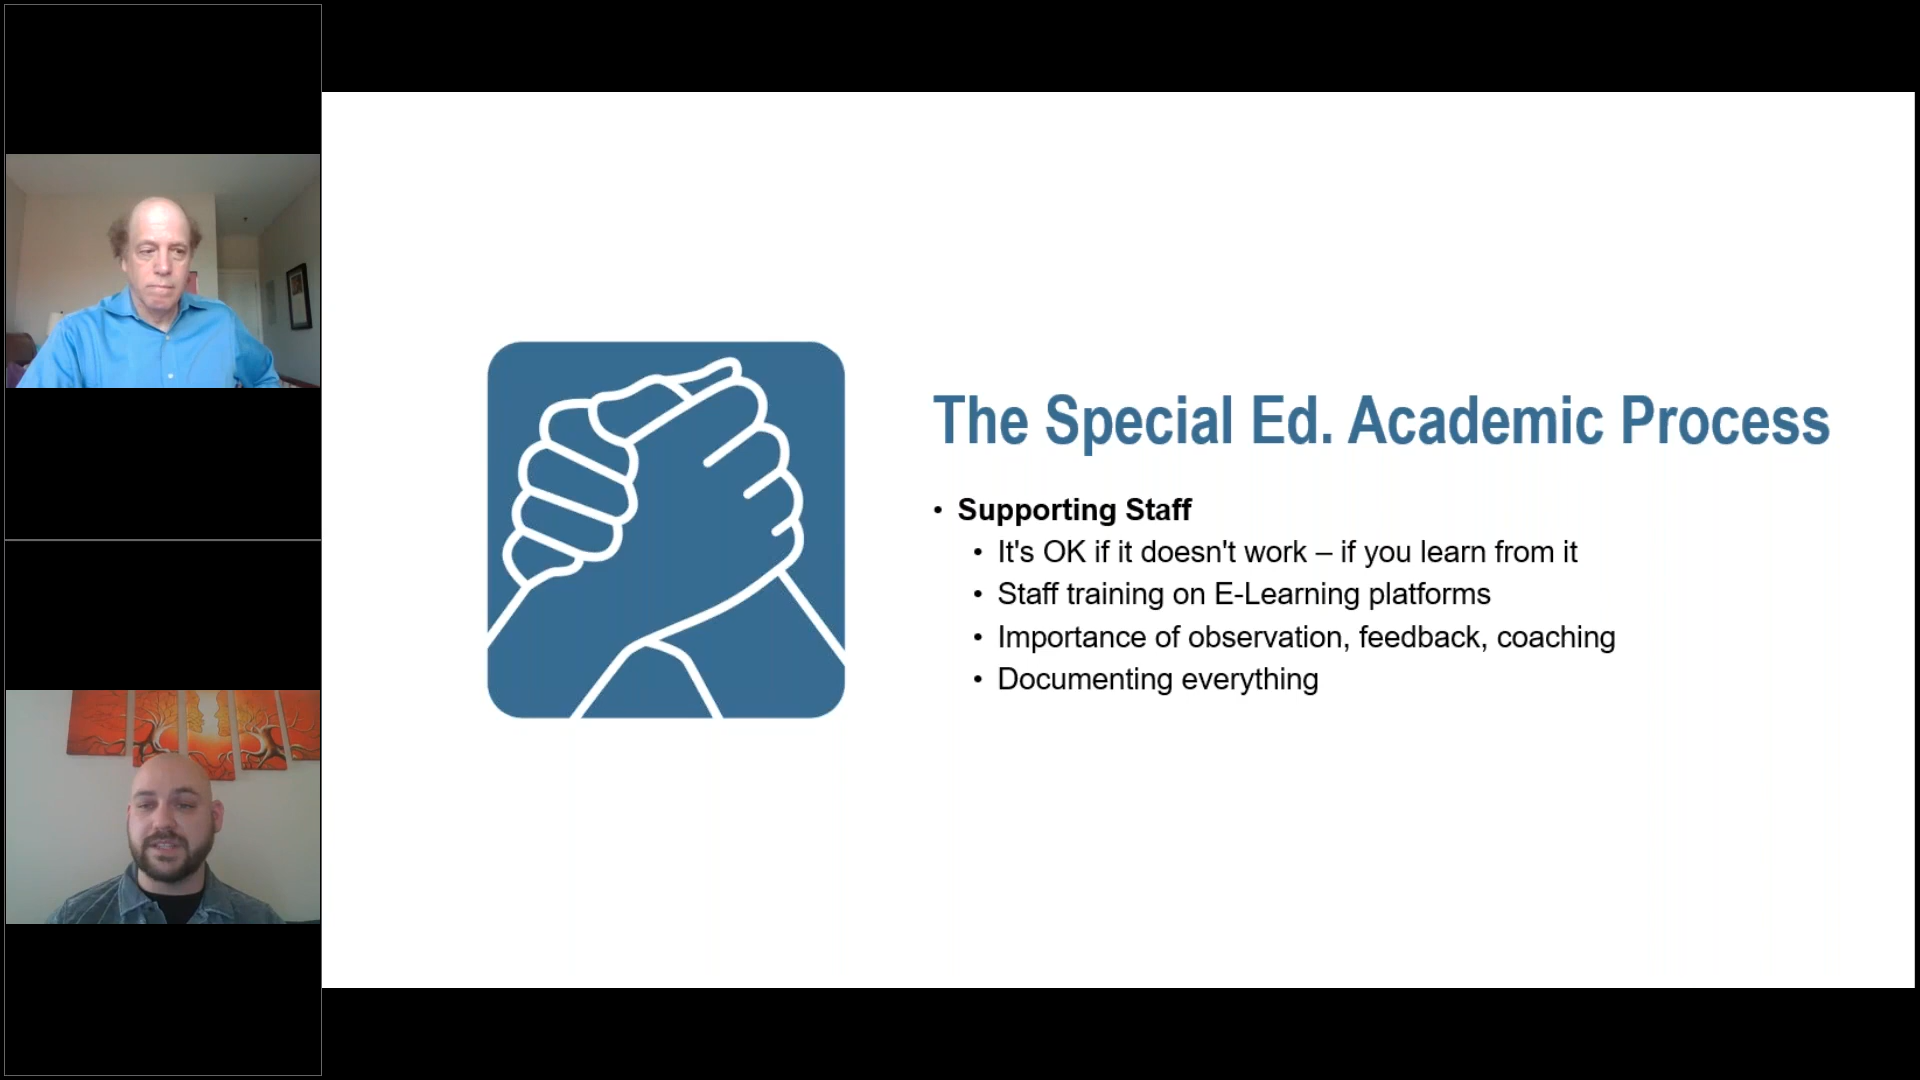 The Special Ed. Academic Process
• Supporting Staff
• It's OK if it doesn't work – if you learn from it
• Staff training on E-Learning platforms
• Importance of observation, feedback, coaching
• Documenting everything